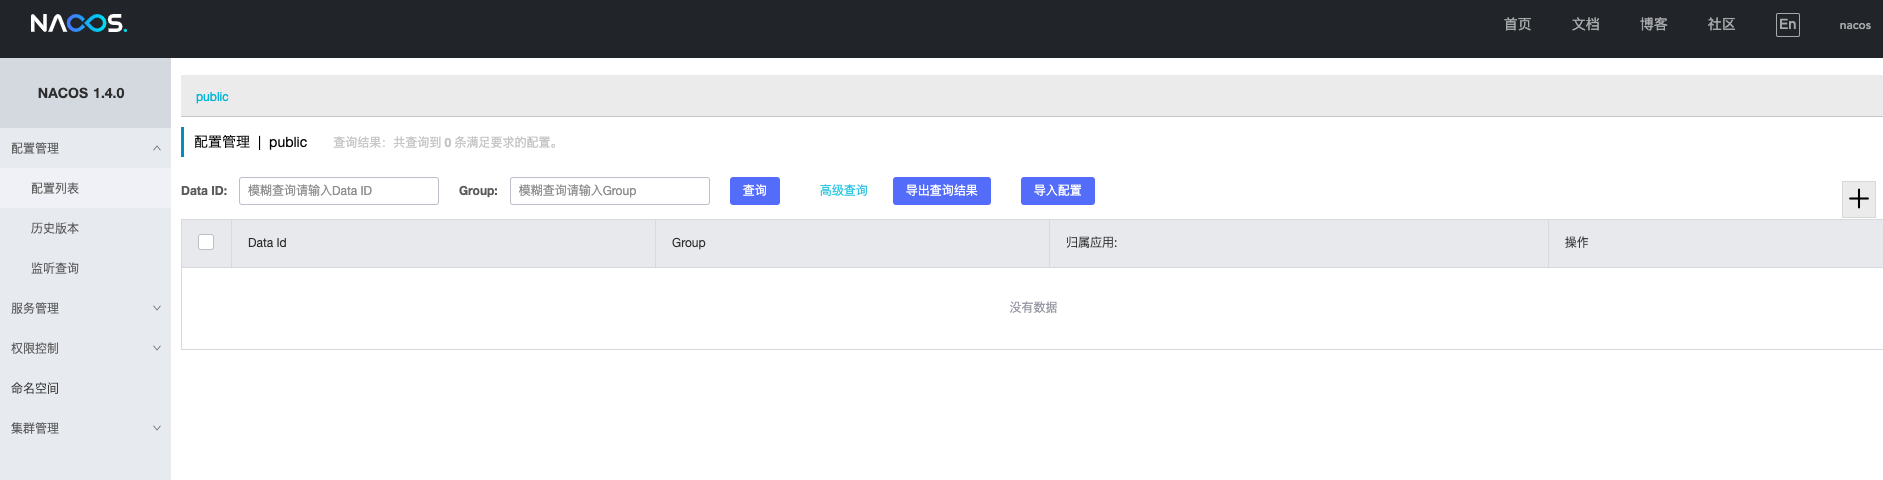 NACOS.
首页 文档 博客 社区 En nacos
NACOS 1.4.0
配置管理
配置列表
历史版本
监听查询
服务管理
权限控制
命名空间
集群管理
public
配置管理 | public 查询结果：共查询到 0 条满足要求的配置。
Data ID: 模糊查询请输入Data ID Group: 模糊查询请输入Group 查询 高级查询 导出查询结果 导入配置
Data Id Group 归属应用: 操作
没有数据